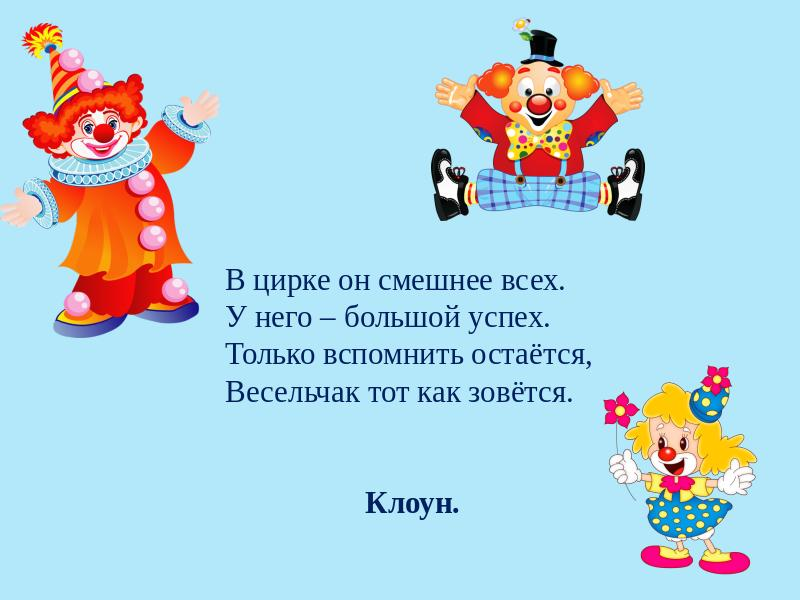 В цирке он смешнее всех.
У него – большой успех.
Только вспомнить остаётся,
Весельчак тот как зовётся.
Клоун.